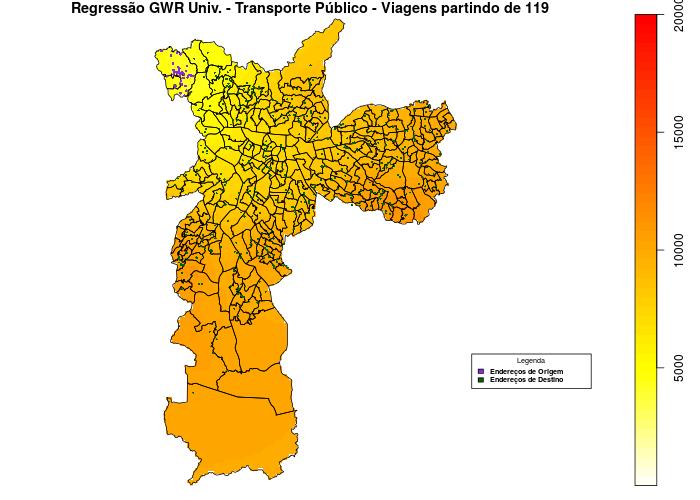 Regressão GWR Univ. - Transporte Público - Viagens partindo de 119
20000
15000
10000
5000
Legenda
Endereços de Origem
Endereços de Destino